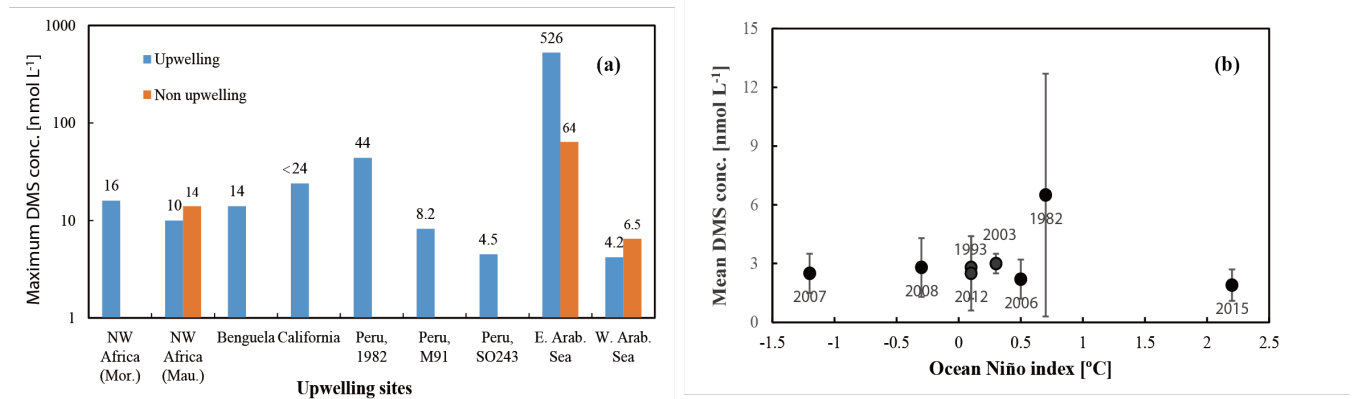 Maximum DMS conc. [nmol L-1]
1000
100
10
1
Upwelling
Non upwelling
(a)
16
10
14
14
<24
44
8.2
4.5
526
64
4.2
6.5
NW Africa (Mor.)
NW Africa (Mau.)
Benguela
California
Peru, 1982
Peru, M91
Peru, SO243
E. Arab. Sea
W. Arab. Sea
Upwelling sites
Mean DMS conc. [nmol L-1]
15
12
9
6
3
0
(b)
2007
2008
1993
2012
2003
2006
1982
2015
-1.5
-1
-0.5
0
0.5
1
1.5
2
2.5
Ocean Niño index [ºC]